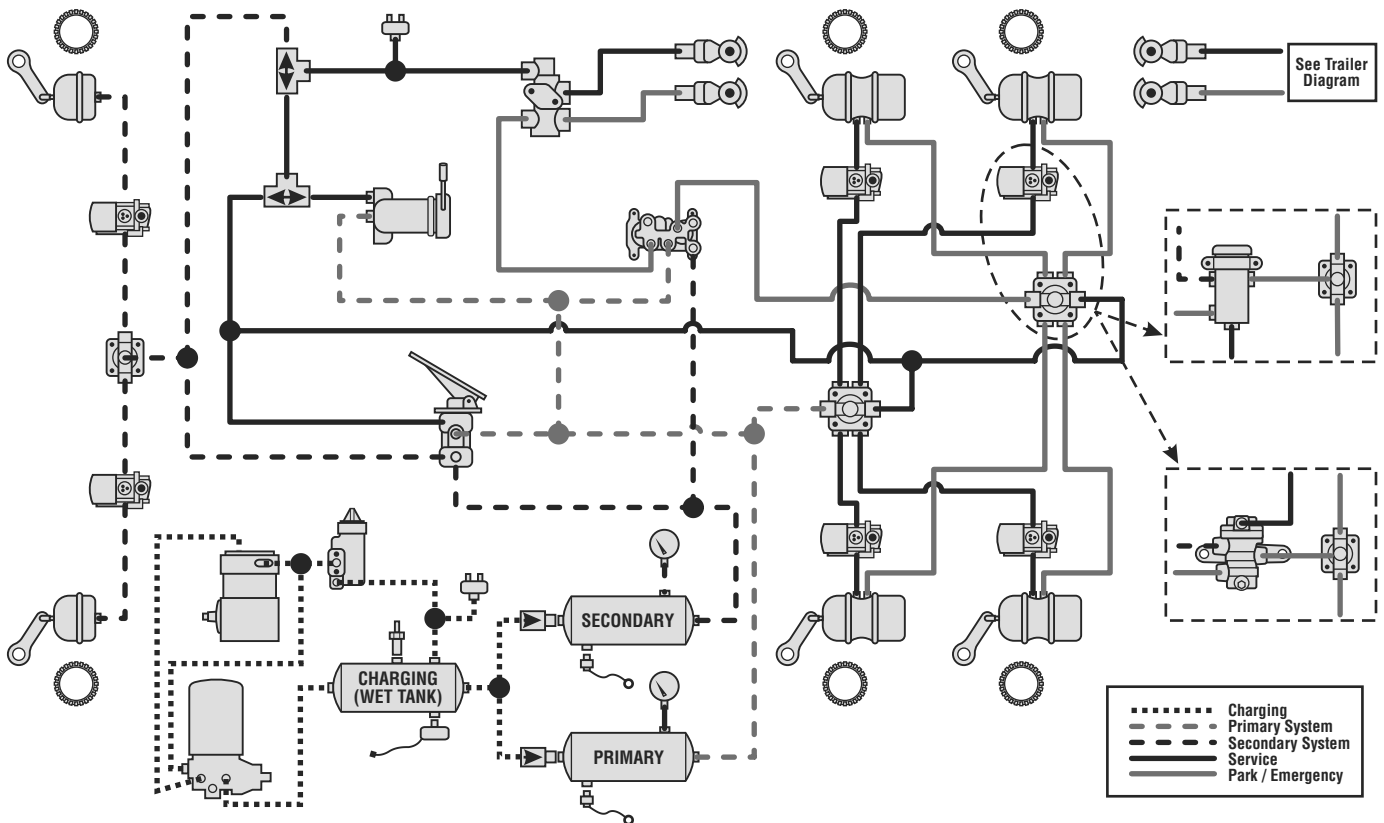 See Trailer
Diagram
SECONDARY
CHARGING
(WET TANK)
PRIMARY
Charging
Primary System
Secondary System
Service
Park / Emergency